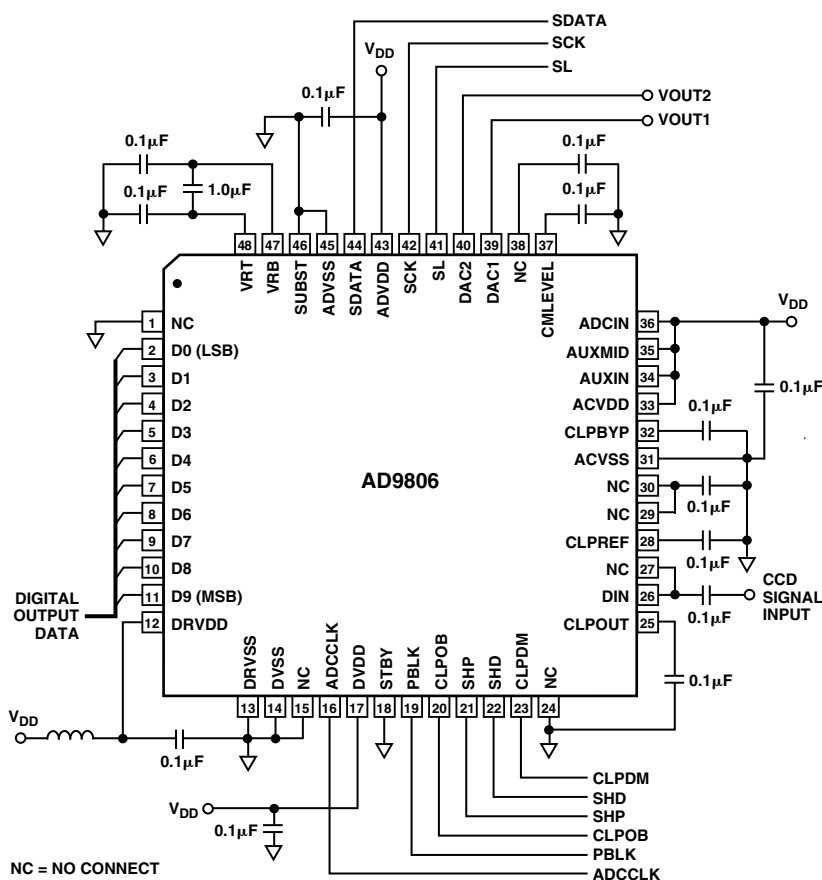 SDATA
SCK
SL
VDD
VOUT2
VOUT1
0.1µF
0.1µF
0.1µF
0.1µF
1.0µF
0.1µF
48 47 46 45 44 43 42 41 40 39 38 37
VRT
VRB
SUBST
ADVSS
SDATA
ADVDD
SCK
SL
DAC2
DAC1
NC
CMLEVEL
1 NC
2 D0 (LSB)
3 D1
4 D2
5 D3
6 D4
7 D5
8 D6
9 D7
10 D8
11 D9 (MSB)
12 DRVDD
DIGITAL
OUTPUT
DATA
AD9806
ADCIN 36
AUXMID 35
AUXIN 34
ACVDD 33
CLPBYP 32
ACVSS 31
NC 30
NC 29
CLPREF 28
NC 27
DIN 26
CLPOUT 25
VDD
0.1µF
0.1µF
0.1µF
0.1µF
0.1µF
CCD
SIGNAL
INPUT
0.1µF
DRVSS
DVSS
NC
ADCCLK
DVDD
STBY
PBLK
CLPOB
SHP
SHD
CLPDM
NC
13 14 15 16 17 18 19 20 21 22 23 24
VDD
0.1µF
VDD
0.1µF
CLPDM
SHD
SHP
CLPOB
PBLK
ADCCLK
NC = NO CONNECT